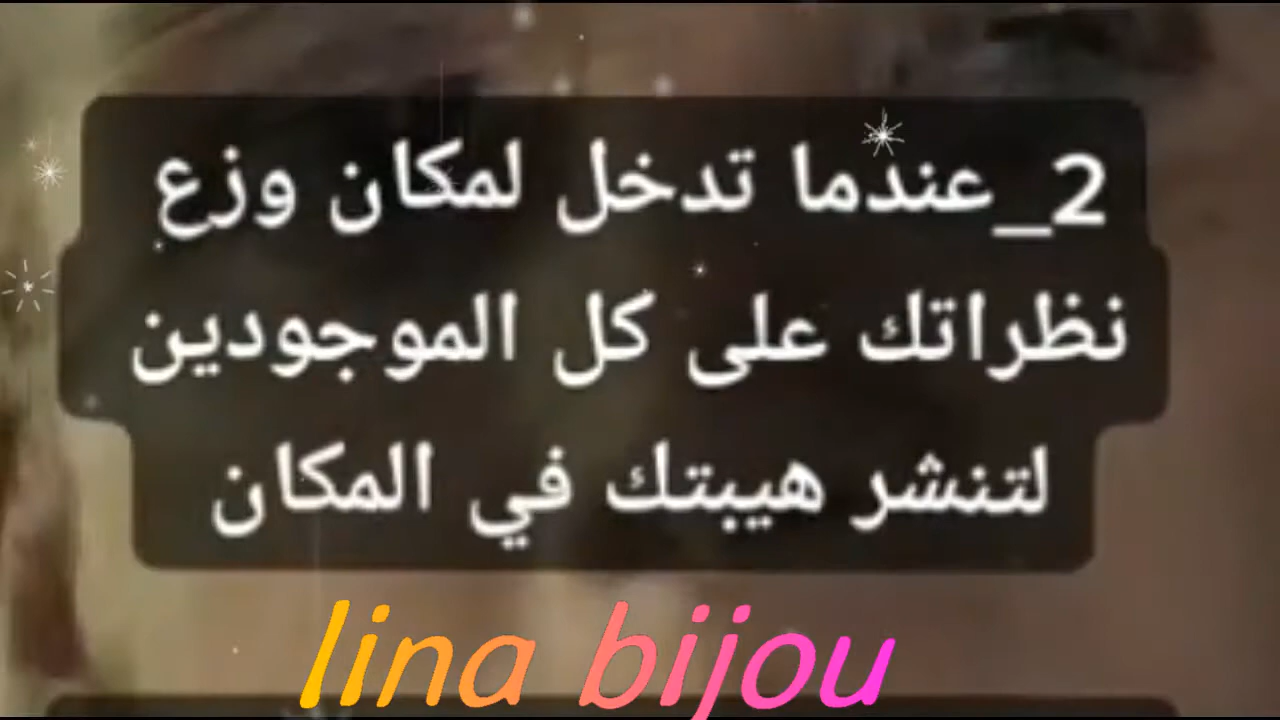 2_عندما تدخل لمكان وزع
نظراتك على كل الموجودين
لتنشر هيبتك في المكان
lina bijou